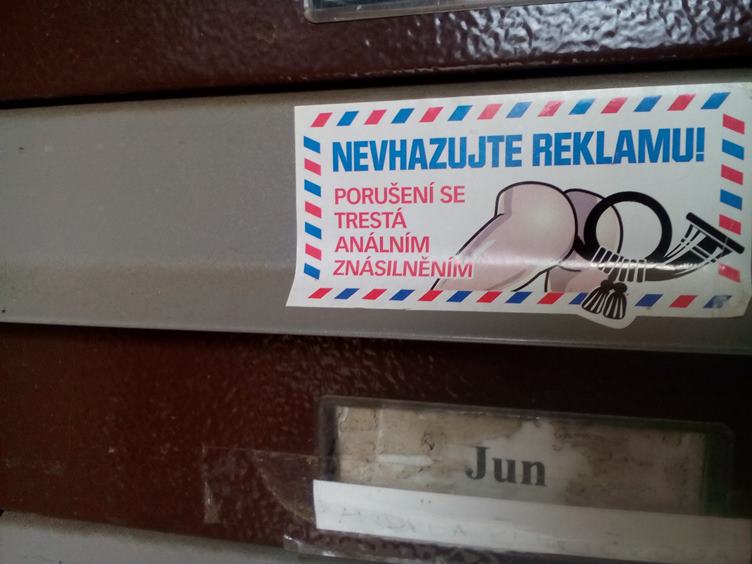 NEVHAZUJTE REKLAMU!
PORUŠENÍ SE
TRESTÁ
ANÁLNÍM
ZNÁSILNĚNÍM
Jun